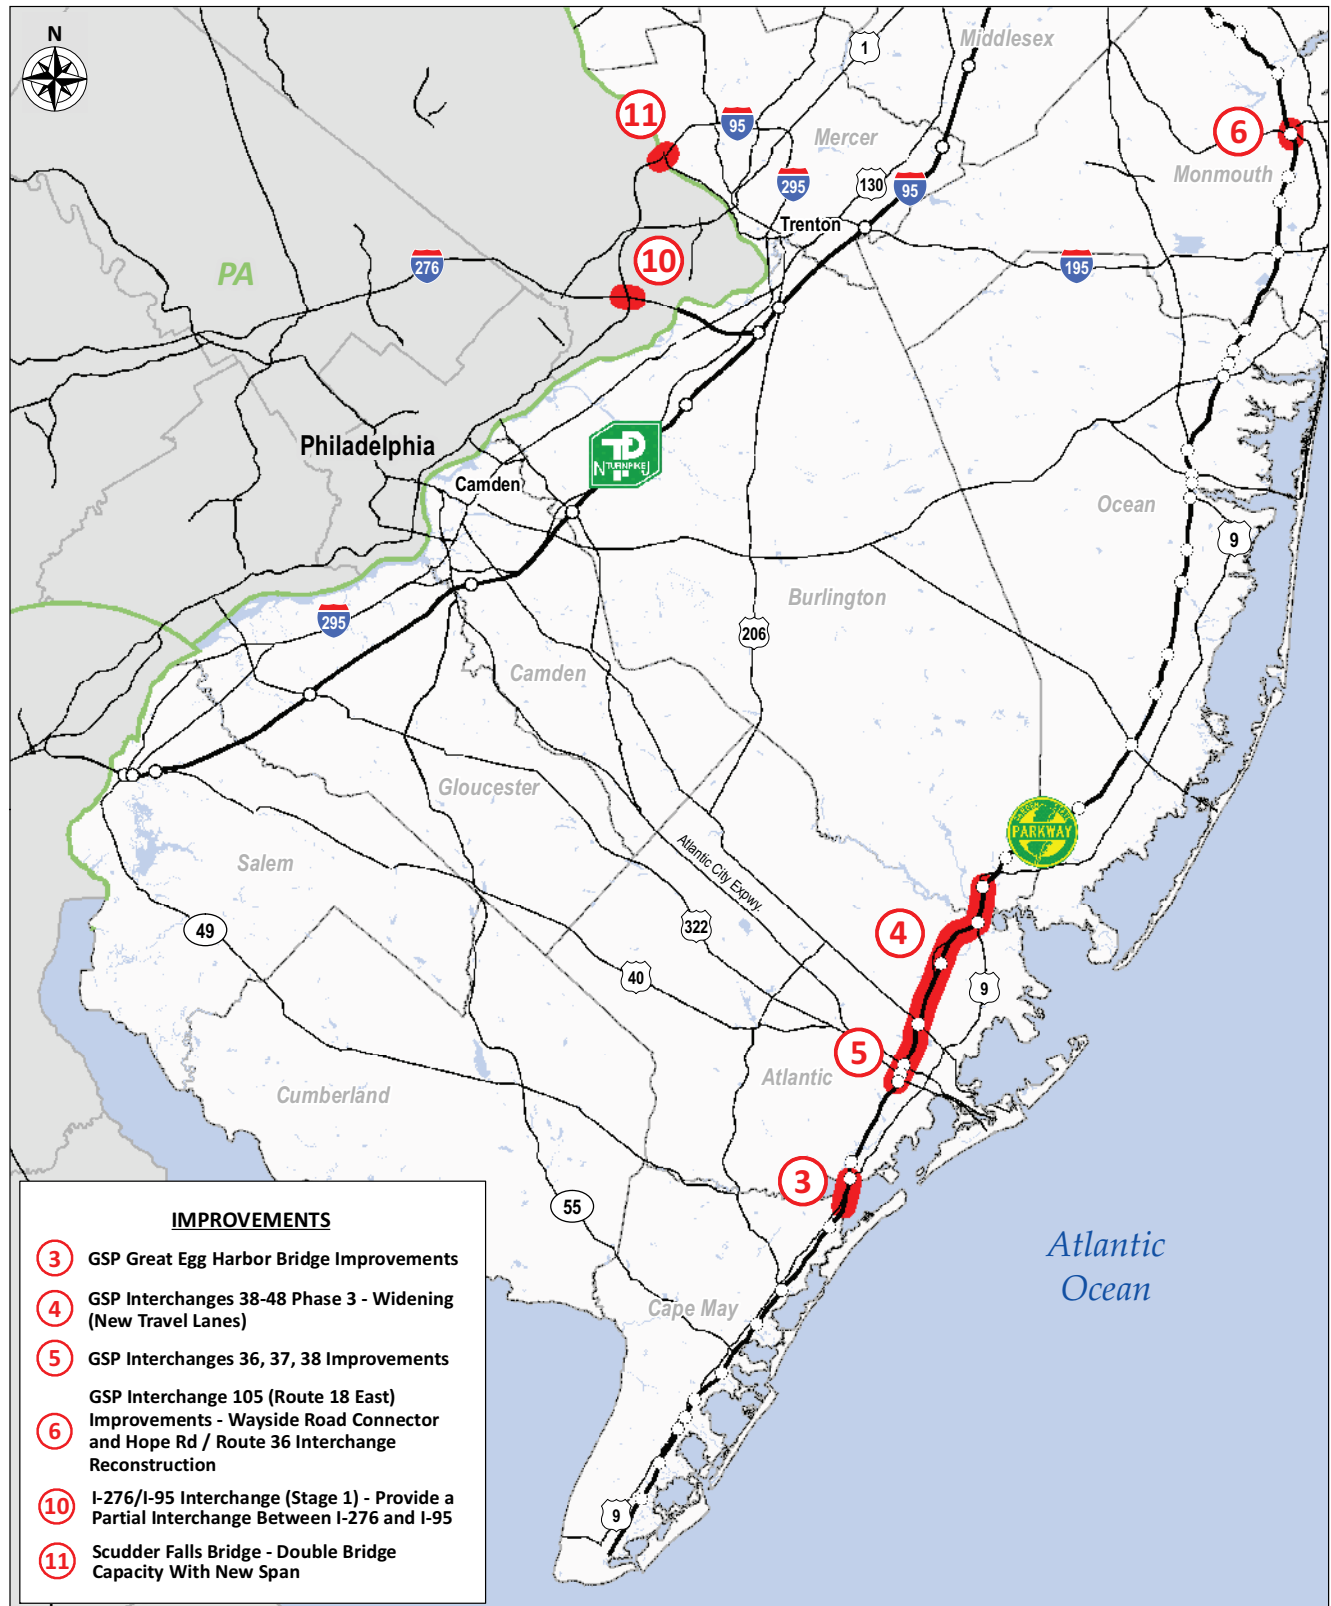 N
1
Middlesex
11
95
Mercer
6
295
130
95
Monmouth
Trenton
10
PA
276
195
Philadelphia
Camden
N TURNPIKE J
TP
Ocean
9
295
Burlington
206
Camden
Gloucester
PARKWAY
Salem
Atlantic City Expwy.
49
322
4
40
9
5
Atlantic
Cumberland
3
55
Atlantic
Ocean
Cape May
9
IMPROVEMENTS
3 GSP Great Egg Harbor Bridge Improvements
4 GSP Interchanges 38-48 Phase 3 - Widening
(New Travel Lanes)
5 GSP Interchanges 36, 37, 38 Improvements
GSP Interchange 105 (Route 18 East)
6 Improvements - Wayside Road Connector
and Hope Rd / Route 36 Interchange
Reconstruction
10 I-276/I-95 Interchange (Stage 1) - Provide a
Partial Interchange Between I-276 and I-95
11 Scudder Falls Bridge - Double Bridge
Capacity With New Span